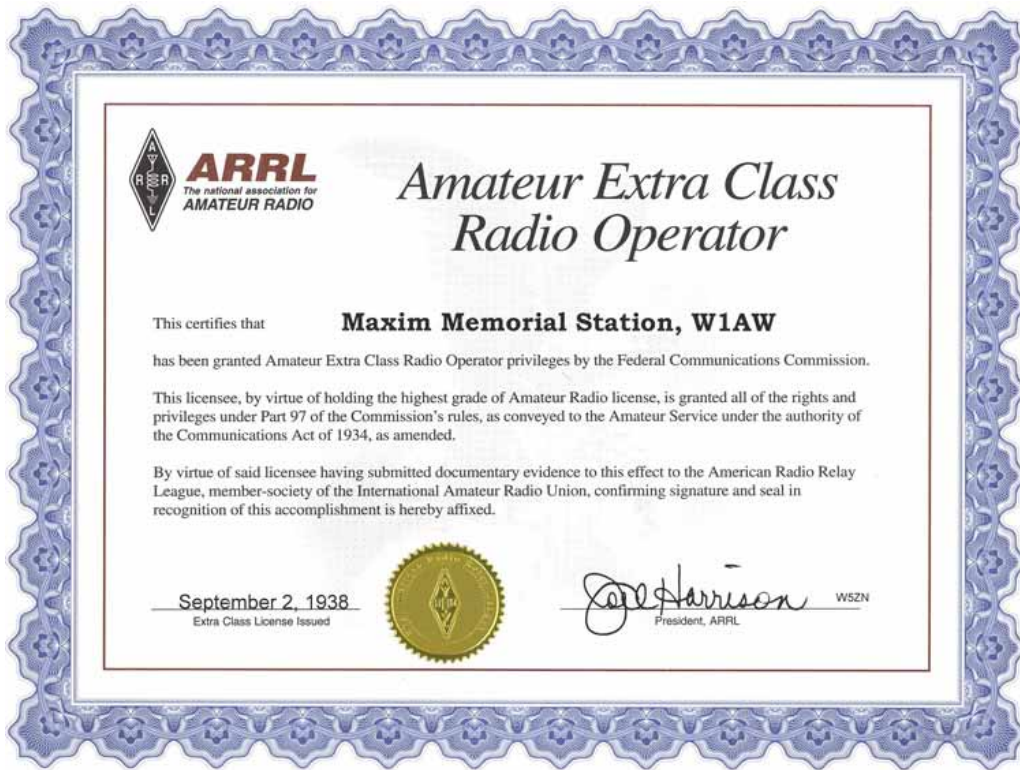 ARRL
The national association for
AMATEUR RADIO
A
R R
L
Amateur Extra Class
Radio Operator
This certifies that Maxim Memorial Station, W1AW
has been granted Amateur Extra Class Radio Operator privileges by the Federal Communications Commission.
This licensee, by virtue of holding the highest grade of Amateur Radio license, is granted all of the rights and
privileges under Part 97 of the Commission's rules, as conveyed to the Amateur Service under the authority of
the Communications Act of 1934, as amended.
By virtue of said licensee having submitted documentary evidence to this effect to the American Radio Relay
League, member-society of the International Amateur Radio Union, confirming signature and seal in
recognition of this accomplishment is hereby affixed.
September 2, 1938
Extra Class License Issued
Joel Harrison W5ZN
President, ARRL